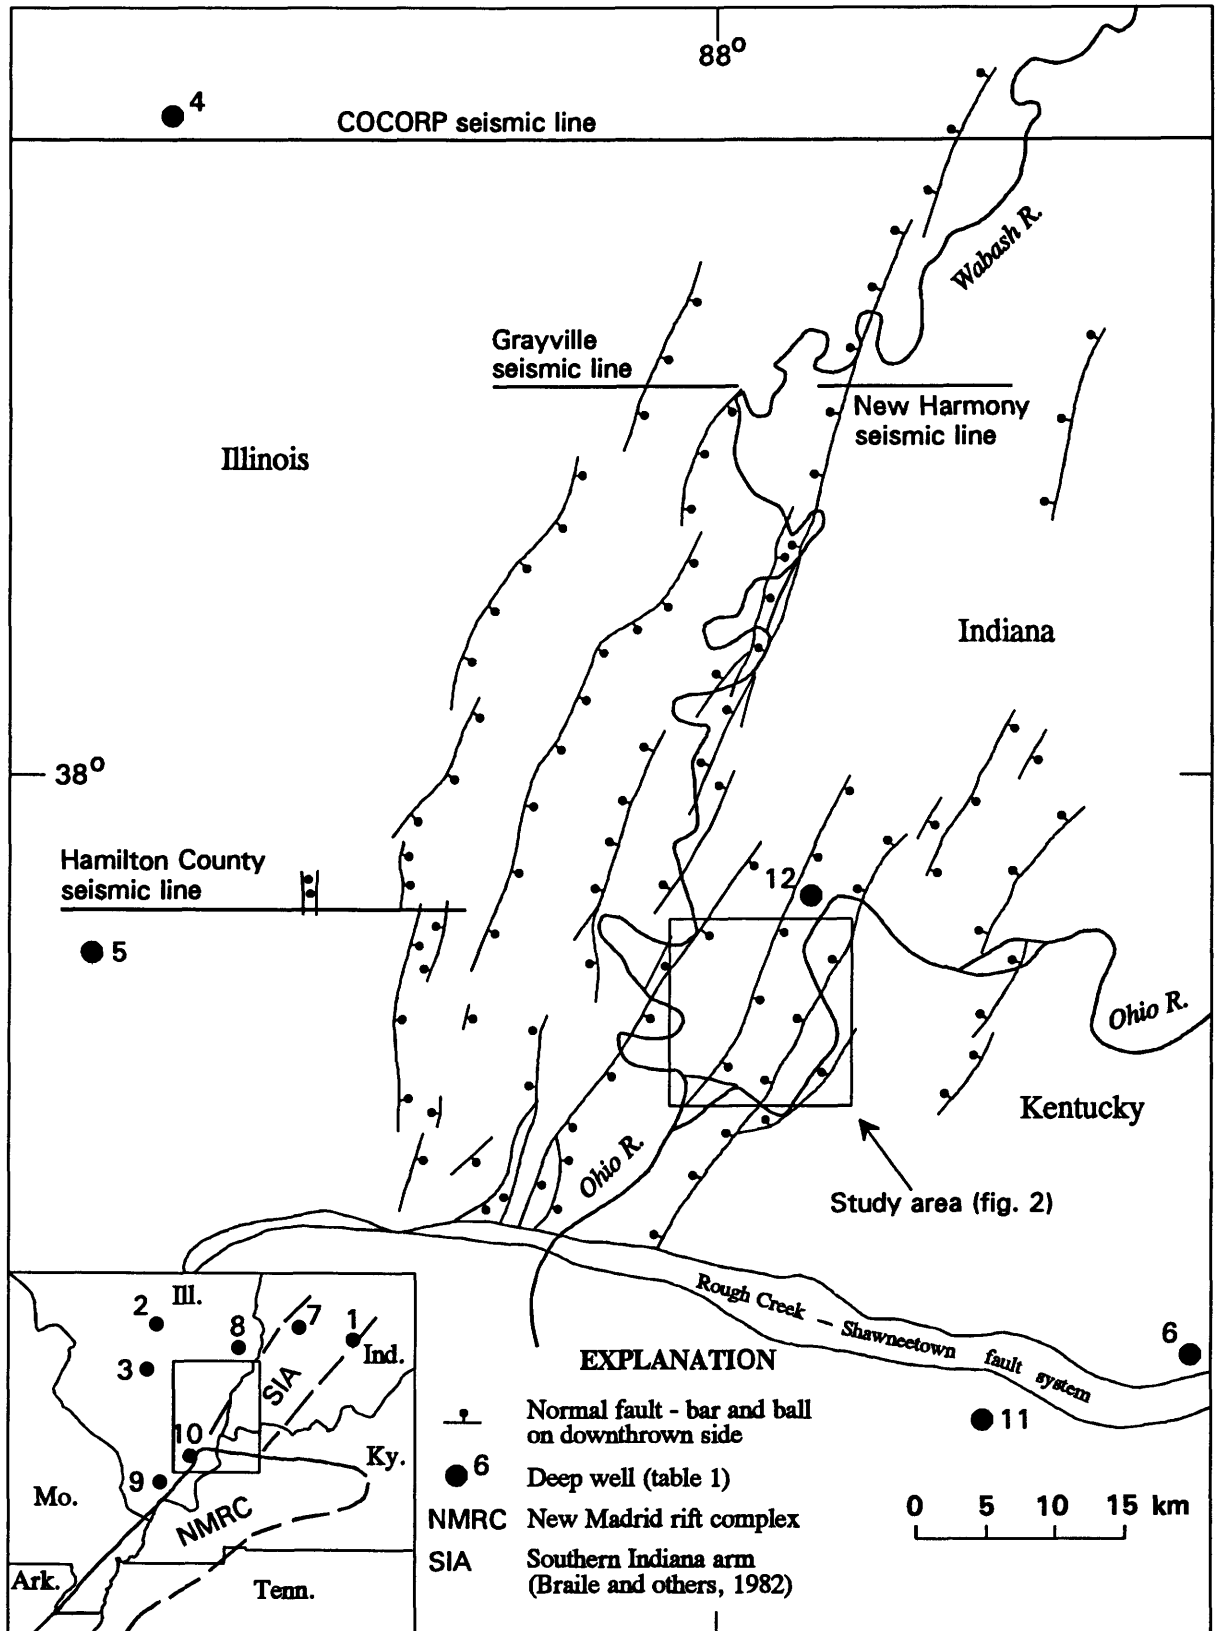 88°
4
COCORP seismic line
Wabash R.
Grayville
seismic line
New Harmony
seismic line
Illinois
Indiana
38°
Hamilton County
seismic line
12
5
Ohio R.
Kentucky
Ohio R.
Study area (fig. 2)
Rough Creek – Shawneetown fault system
6
11
Ill.
2
8
7
1
Ind.
3
SIA
10
Ky.
9
Mo.
NMRC
Ark.
Tenn.
EXPLANATION
Normal fault - bar and ball
on downthrown side
6 Deep well (table 1)
NMRC New Madrid rift complex
SIA Southern Indiana arm
(Braile and others, 1982)
0 5 10 15 km